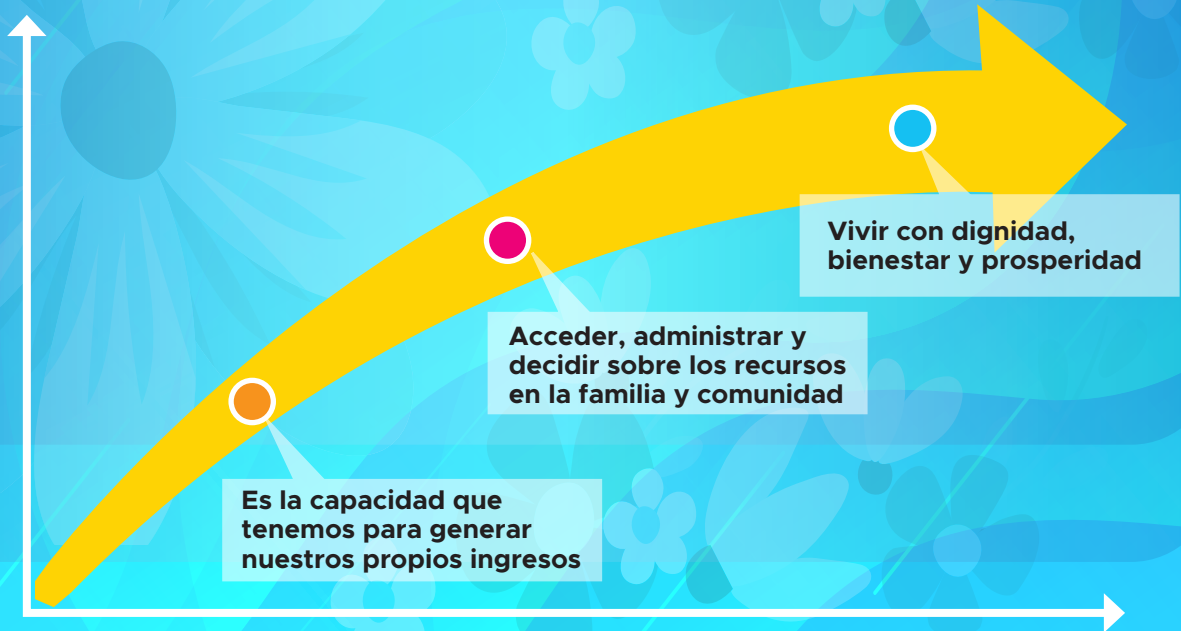 Vivir con dignidad,
bienestar y prosperidad
Acceder, administrar y
decidir sobre los recursos
en la familia y comunidad
Es la capacidad que
tenemos para generar
nuestros propios ingresos